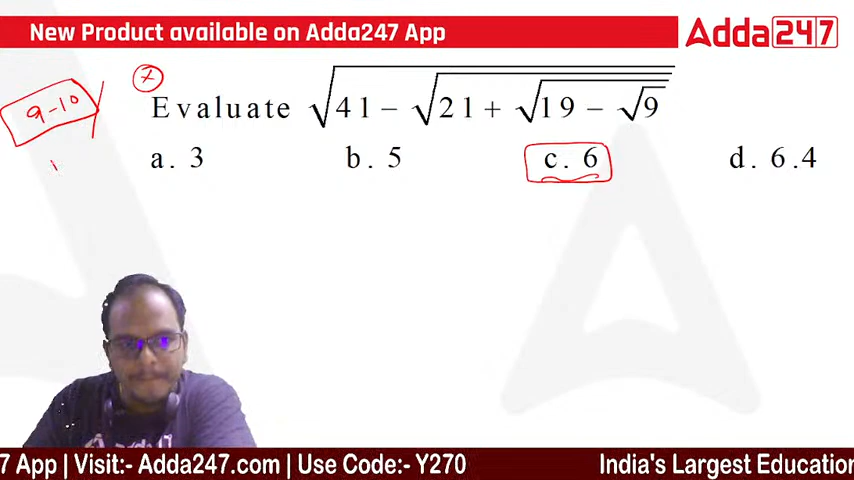 New Product available on Adda247 App
Adda247
7
9-10
Evaluate √41 − √21 + √19 − √9
a. 3 b. 5 c. 6 d. 6.4
7 App | Visit:- Adda247.com | Use Code:- Y270 India's Largest Education